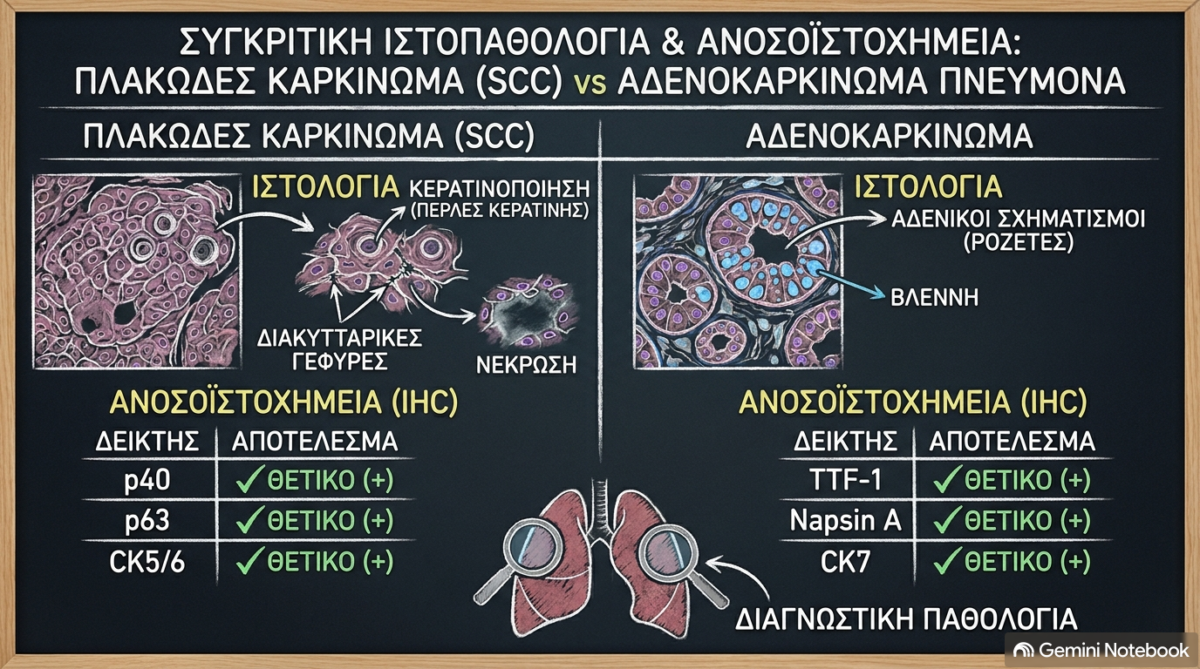 ΣΥΓΚΡΙΤΙΚΗ ΙΣΤΟΠΑΘΟΛΟΓΙΑ & ΑΝΟΣΟΪΣΤΟΧΗΜΕΙΑ:
ΠΛΑΚΩΔΕΣ ΚΑΡΚΙΝΩΜΑ (SCC) vs ΑΔΕΝΟΚΑΡΚΙΝΩΜΑ ΠΝΕΥΜΟΝΑ
ΠΛΑΚΩΔΕΣ ΚΑΡΚΙΝΩΜΑ (SCC)
ΙΣΤΟΛΟΓΙΑ
ΚΕΡΑΤΙΝΟΠΟΙΗΣΗ
(ΠΕΡΛΕΣ ΚΕΡΑΤΙΝΗΣ)
ΔΙΑΚΥΤΤΑΡΙΚΕΣ
ΓΕΦΥΡΕΣ
ΝΕΚΡΩΣΗ
ΑΝΟΣΟΪΣΤΟΧΗΜΕΙΑ (IHC)
ΔΕΙΚΤΗΣ ΑΠΟΤΕΛΕΣΜΑ
p40 ✓ ΘΕΤΙΚΟ (+)
p63 ✓ ΘΕΤΙΚΟ (+)
CK5/6 ✓ ΘΕΤΙΚΟ (+)
ΑΔΕΝΟΚΑΡΚΙΝΩΜΑ
ΙΣΤΟΛΟΓΙΑ
ΑΔΕΝΙΚΟΙ ΣΧΗΜΑΤΙΣΜΟΙ
(ΡΟΖΕΤΕΣ)
ΒΛΕΝΝΗ
ΑΝΟΣΟΪΣΤΟΧΗΜΕΙΑ (IHC)
ΔΕΙΚΤΗΣ ΑΠΟΤΕΛΕΣΜΑ
TTF-1 ✓ ΘΕΤΙΚΟ (+)
Napsin A ✓ ΘΕΤΙΚΟ (+)
CK7 ✓ ΘΕΤΙΚΟ (+)
ΔΙΑΓΝΩΣΤΙΚΗ ΠΑΘΟΛΟΓΙΑ
Gemini Notebook